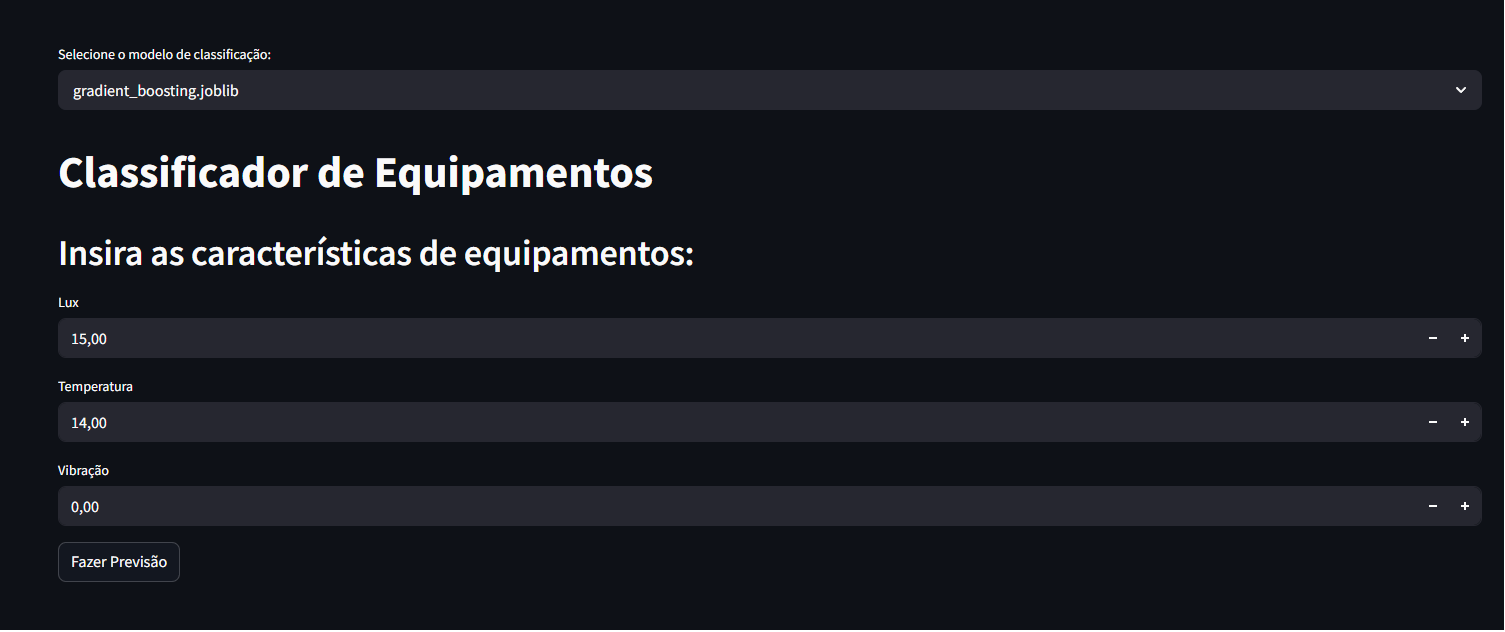 Selecione o modelo de classificação:
gradient_boosting.joblib
Classificador de Equipamentos
Insira as características de equipamentos:
Lux
15,00
Temperatura
14,00
Vibração
0,00
Fazer Previsão